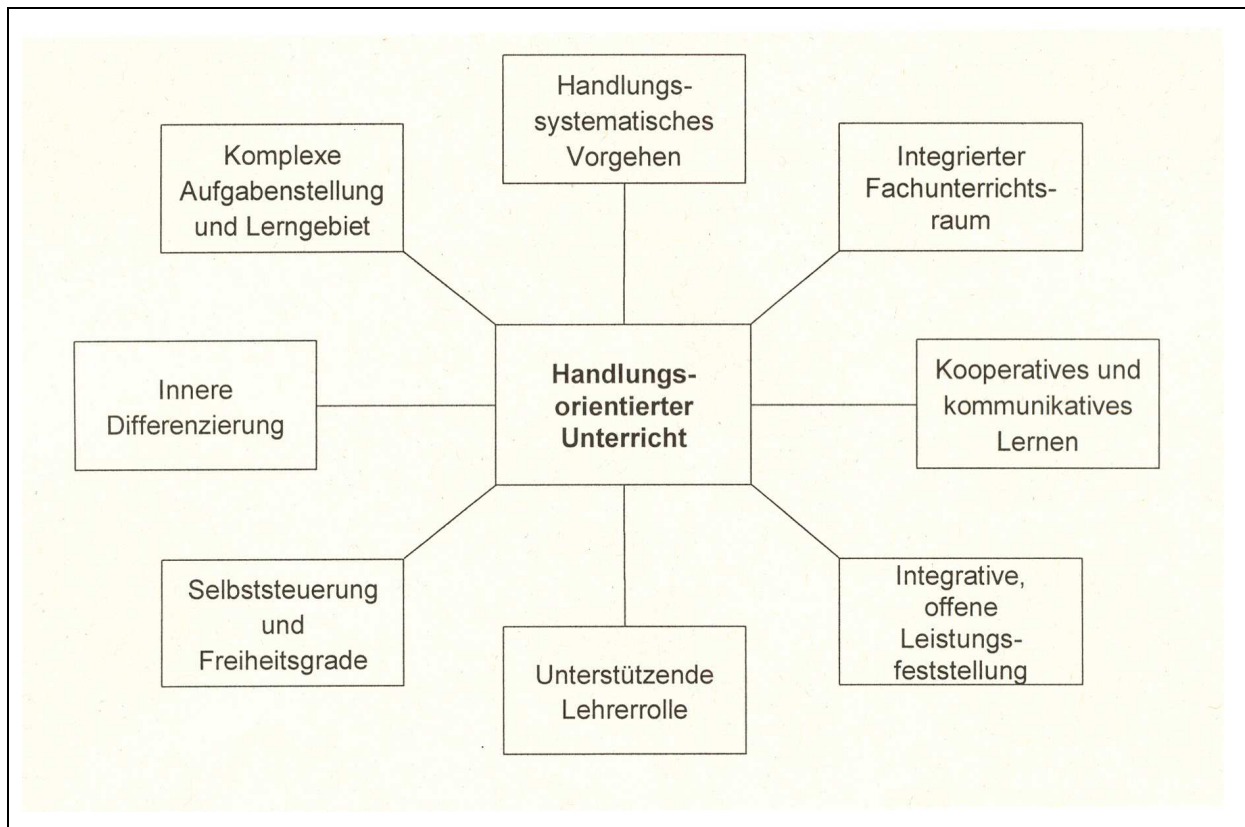 Handlungs-
systematisches
Vorgehen
Komplexe
Aufgabenstellung
und Lerngebiet
Integrierter
Fachunterrichts-
raum
Innere
Differenzierung
Handlungs-
orientierter
Unterricht
Kooperatives und
kommunikatives
Lernen
Selbststeuerung
und
Freiheitsgrade
Unterstützende
Lehrerrolle
Integrative,
offene
Leistungs-
feststellung